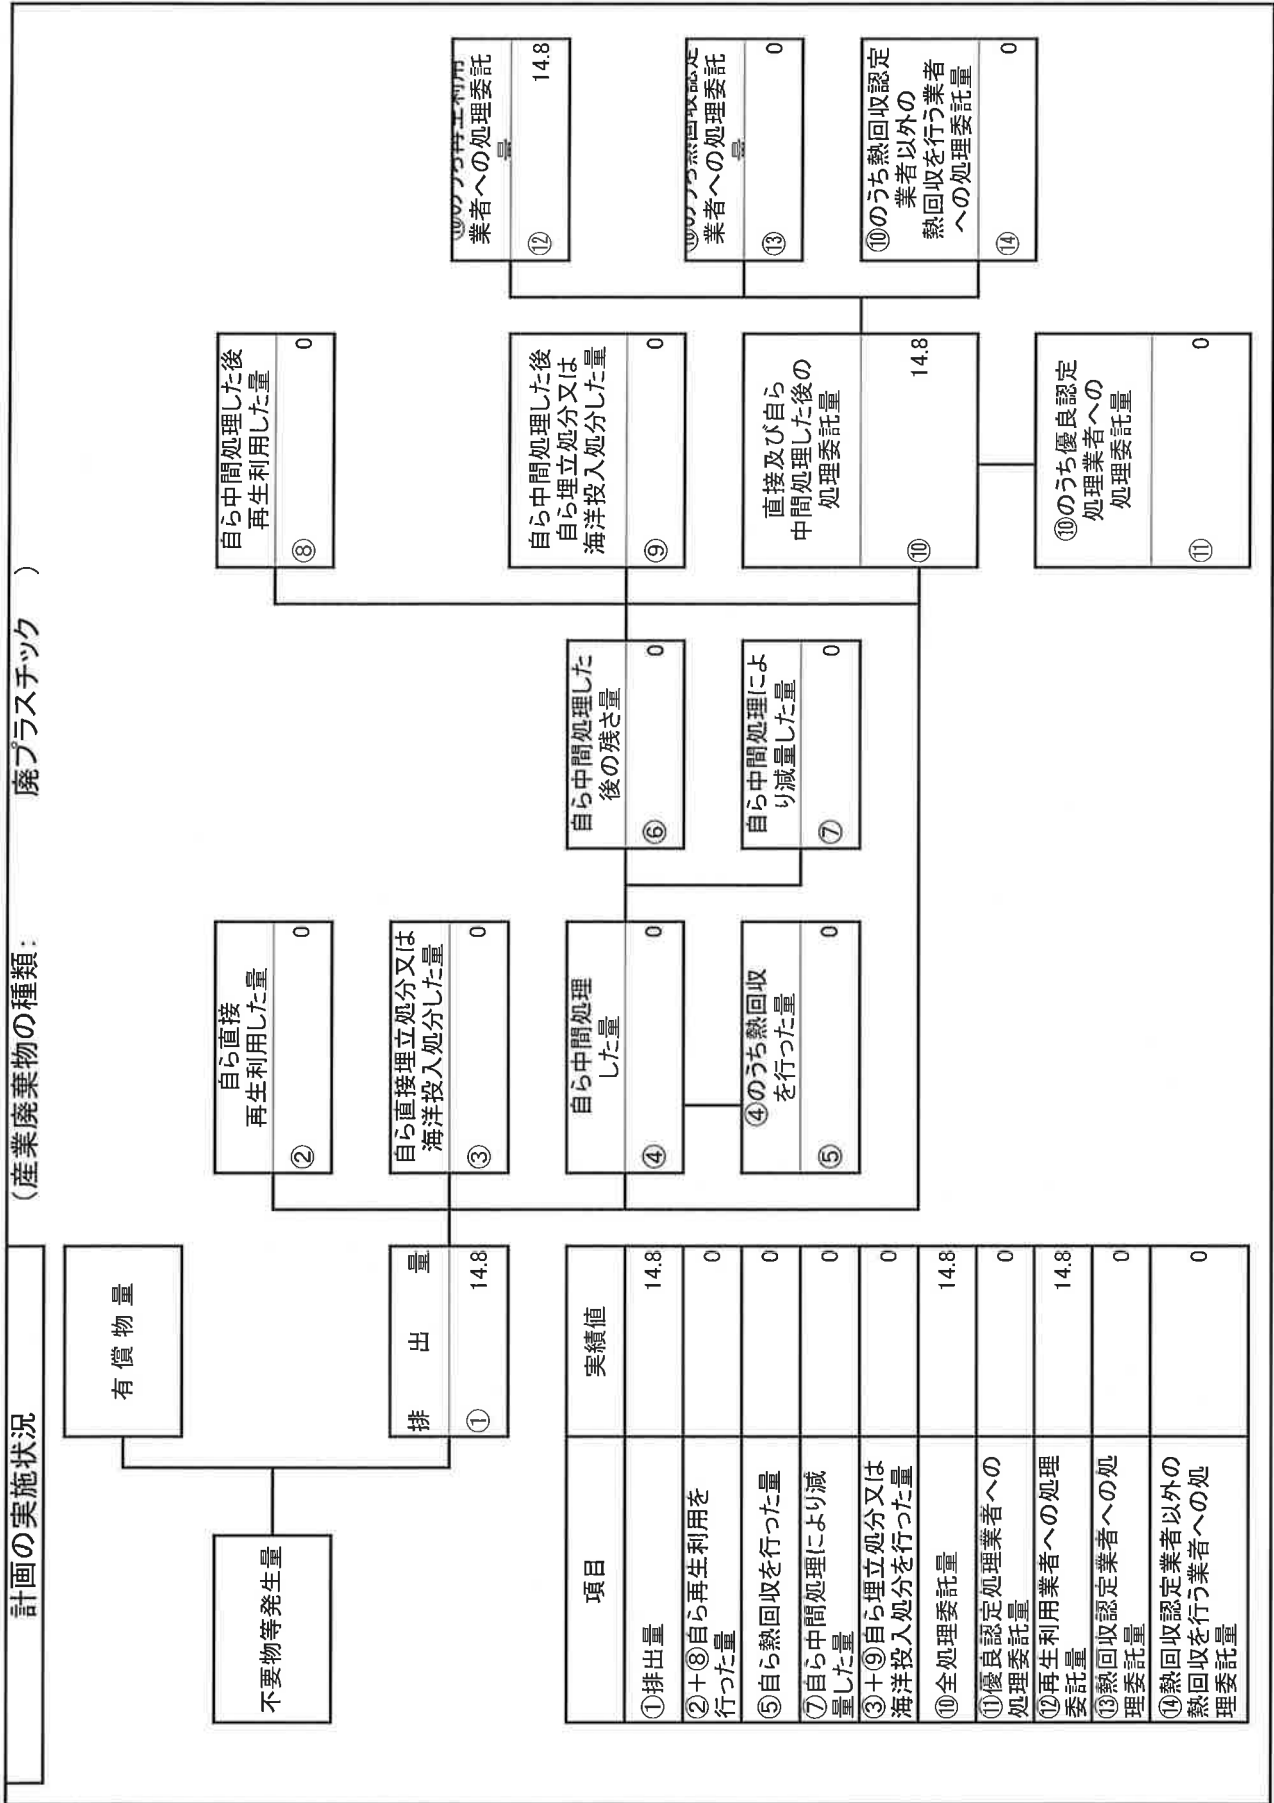 計画の実施状況
（産業廃棄物の種類：　廃プラスチック　）
不要物等発生量
有償物量
排出量
① 14.8
自ら直接
再生利用した量
② 0
自ら直接埋立処分又は
海洋投入処分した量
③ 0
自ら中間処理
した量
④ 0
④のうち熱回収
を行った量
⑤ 0
自ら中間処理した
後の残さ量
⑥ 0
自ら中間処理によ
り減量した量
⑦ 0
自ら中間処理した後
再生利用した量
⑧ 0
自ら中間処理した後
自ら埋立処分又は
海洋投入処分した量
⑨ 0
直接及び自ら
中間処理した後の
処理委託量
⑩ 14.8
⑩のうち優良認定
処理業者への
処理委託量
⑪ 0
⑩のうち再生利用
業者への処理委託
量
⑫ 14.8
⑩のうち熱回収認定
業者への処理委託
量
⑬ 0
⑩のうち熱回収認定
業者以外の
熱回収を行う業者
への処理委託量
⑭ 0
項目 実績値
①排出量 14.8
②＋⑧自ら再生利用を
行った量 0
⑤自ら熱回収を行った量 0
⑦自ら中間処理により減
量した量 0
③＋⑨自ら埋立処分又は
海洋投入処分を行った量 0
⑩全処理委託量 14.8
⑪優良認定処理業者への
処理委託量 0
⑫再生利用業者への処理
委託量 14.8
⑬熱回収認定業者への処
理委託量 0
⑭熱回収認定業者以外の
熱回収を行う業者への処
理委託量 0